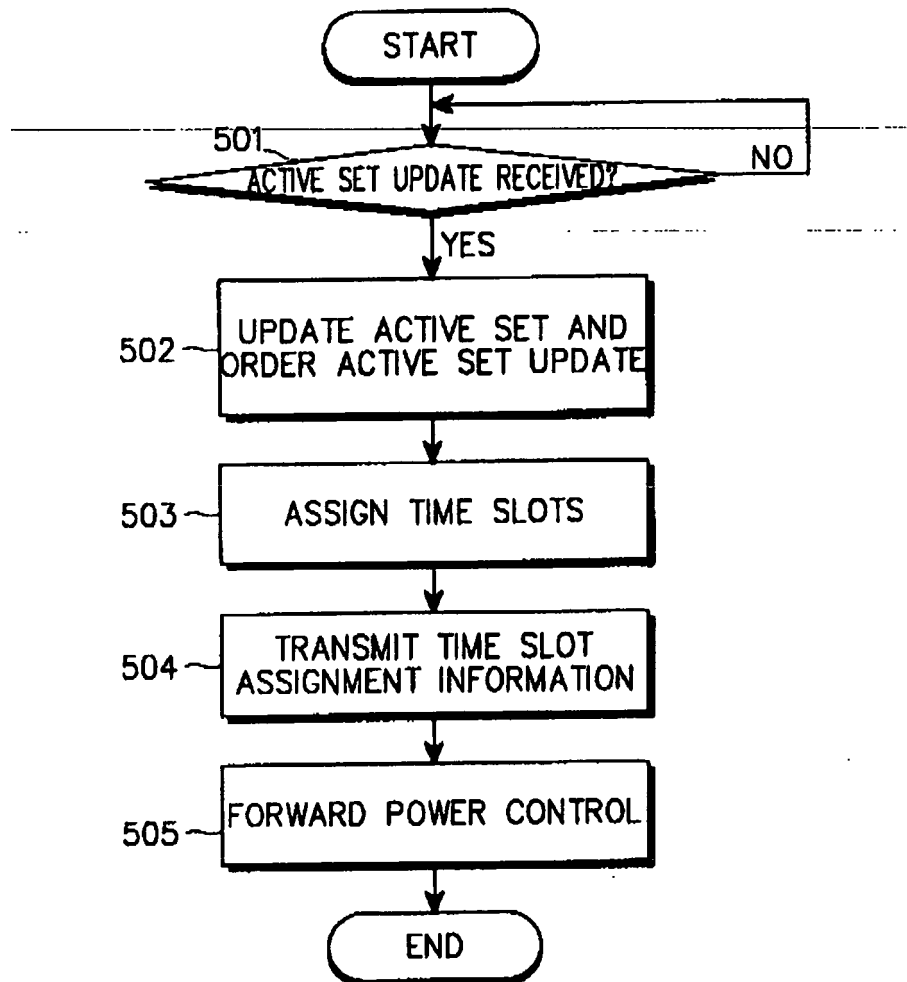 START
501
ACTIVE SET UPDATE RECEIVED?
NO
YES
502
UPDATE ACTIVE SET AND
ORDER ACTIVE SET UPDATE
503
ASSIGN TIME SLOTS
504
TRANSMIT TIME SLOT
ASSIGNMENT INFORMATION
505
FORWARD POWER CONTROL
END